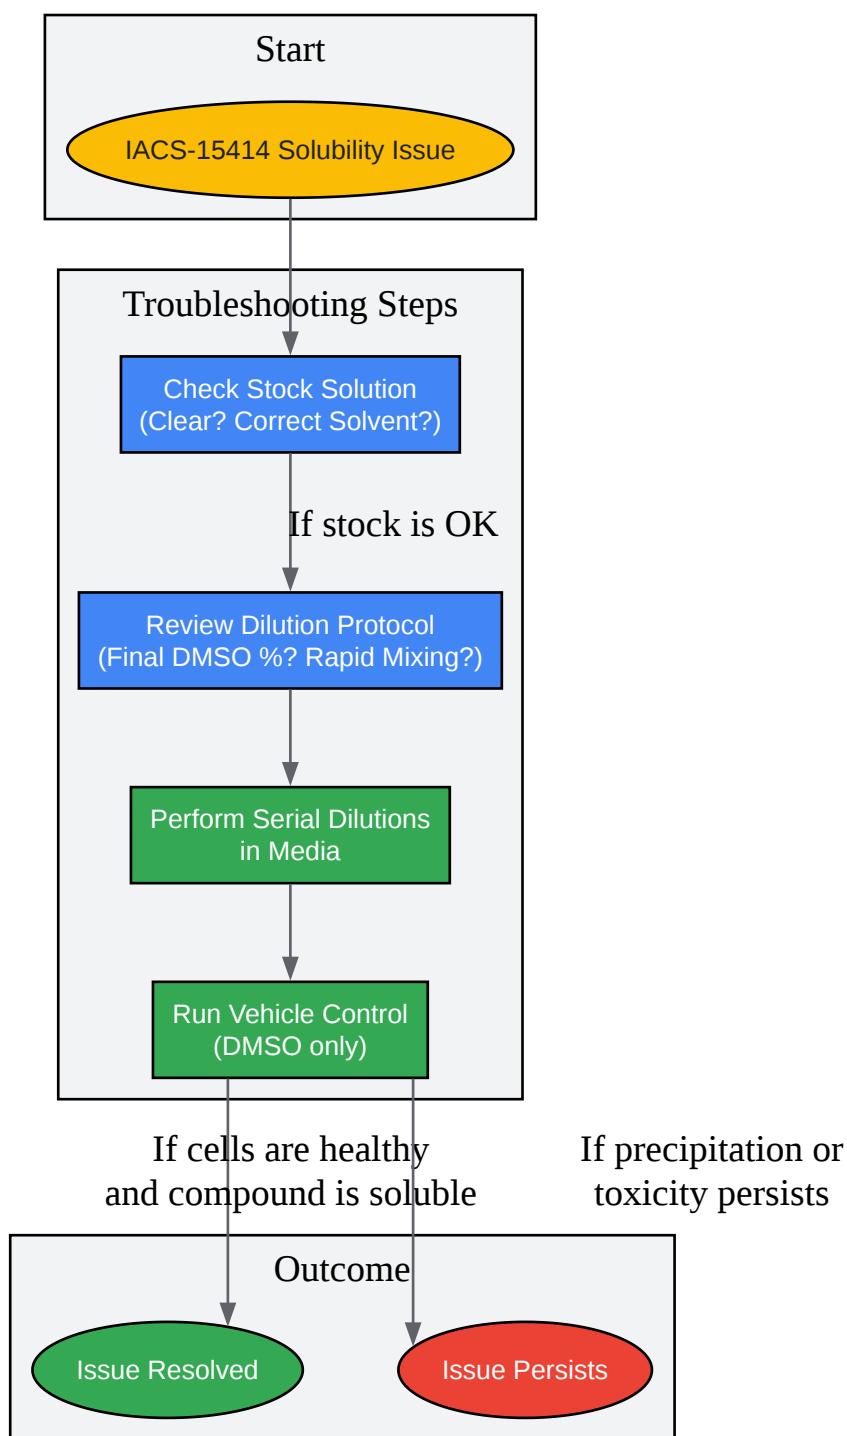 Start
IACS-15414 Solubility Issue
Troubleshooting Steps
Check Stock Solution
(Clear? Correct Solvent?)
If stock is OK
Review Dilution Protocol
(Final DMSO %? Rapid Mixing?)
Perform Serial Dilutions
in Media
Run Vehicle Control
(DMSO only)
If cells are healthy
and compound is soluble
If precipitation or
toxicity persists
Outcome
Issue Resolved
Issue Persists